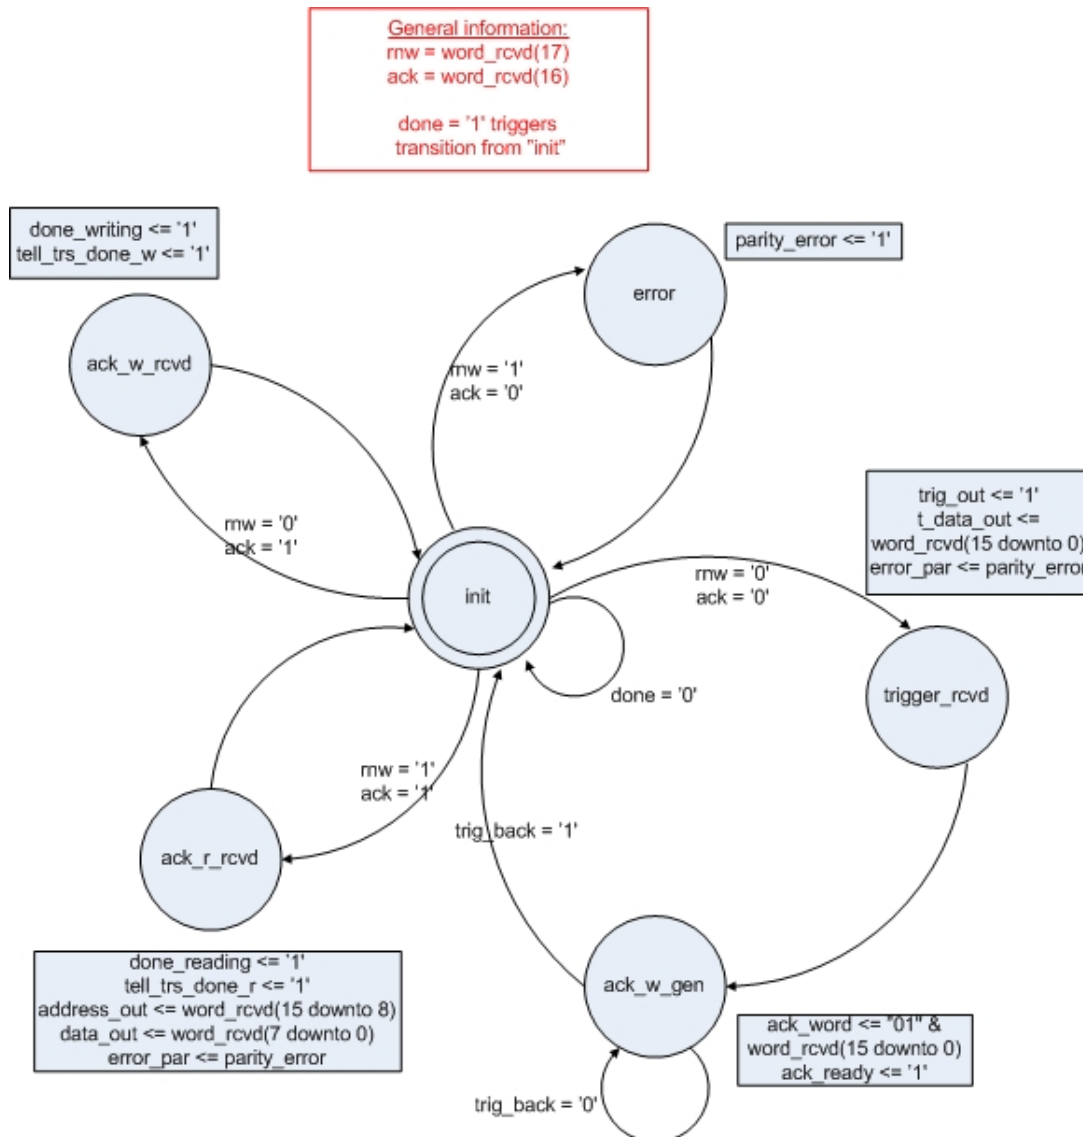 General information:
rnw = word_rcvd(17)
ack = word_rcvd(16)
done = '1' triggers
transition from "init"
done_writing <= '1'
tell_trs_done_w <= '1'
parity_error <= '1'
error
ack_w_rcvd
rnw = '1'
ack = '0'
trig_out <= '1'
t_data_out <=
word_rcvd(15 downto 0)
error_par <= parity_error
rnw = '0'
ack = '1'
init
rnw = '0'
ack = '0'
done = '0'
trigger_rcvd
rnw = '1'
ack = '1'
trig_back = '1'
ack_r_rcvd
done_reading <= '1'
tell_trs_done_r <= '1'
address_out <= word_rcvd(15 downto 8)
data_out <= word_rcvd(7 downto 0)
error_par <= parity_error
ack_w_gen
ack_word <= "01" &
word_rcvd(15 downto 0)
ack_ready <= '1'
trig_back = '0'